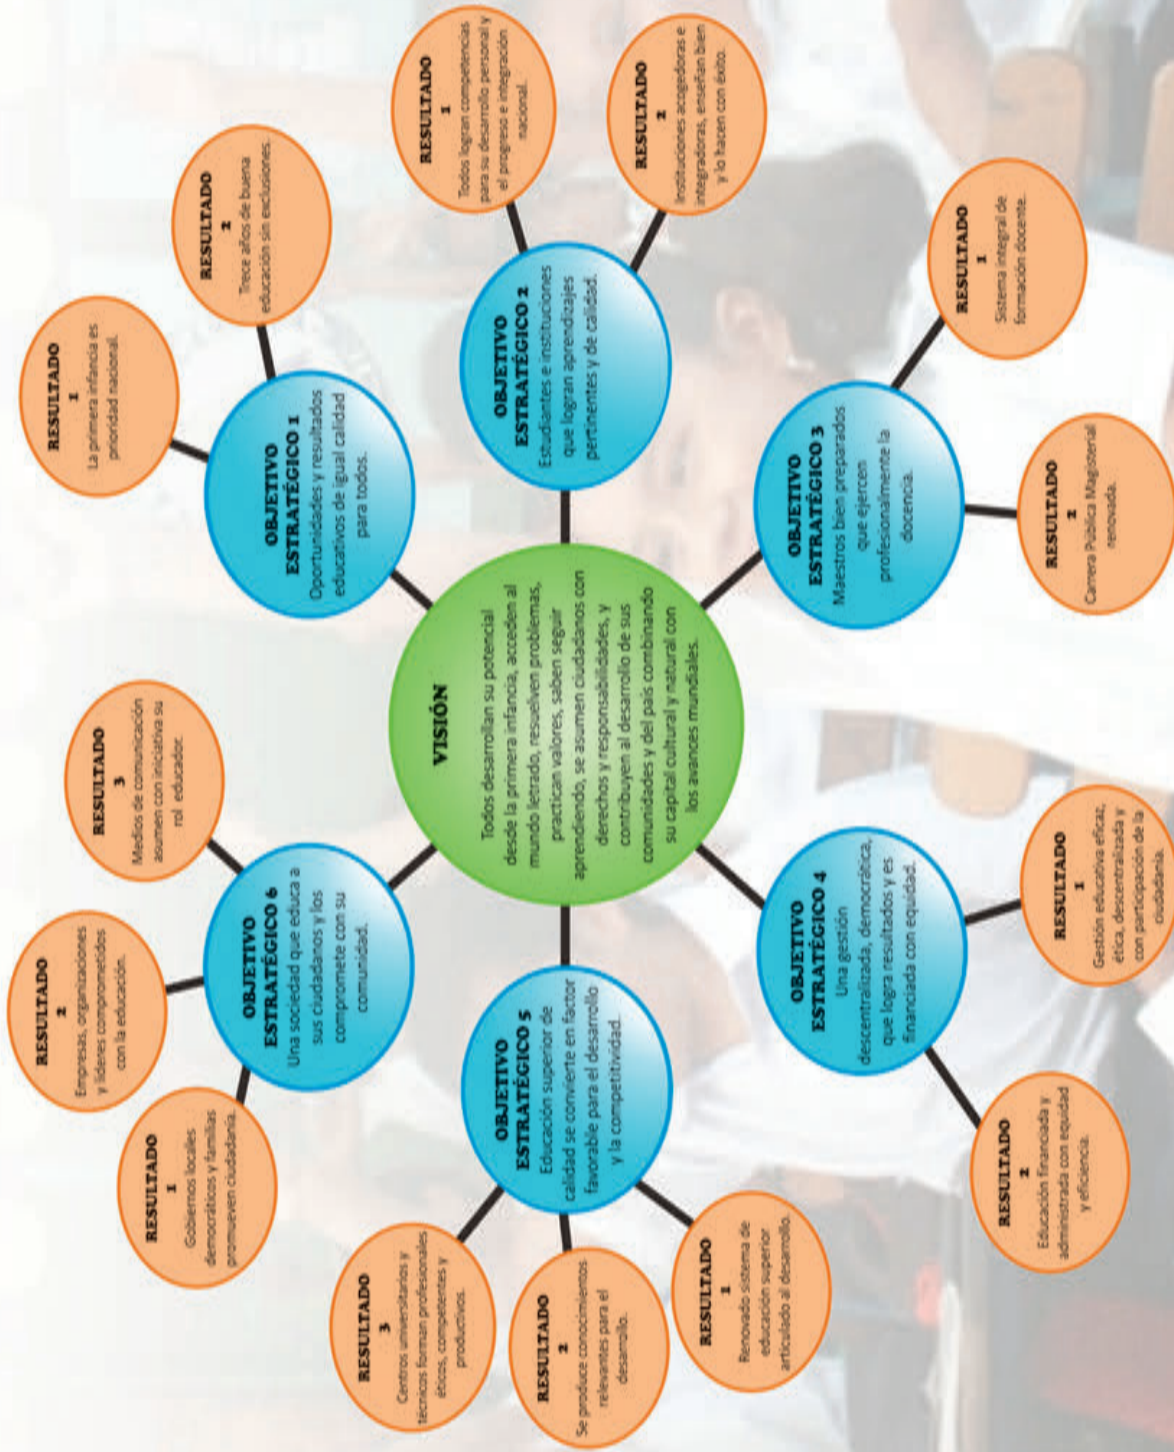 VISIÓN
Todos desarrollan su potencial
desde la primera infancia, acceden al
mundo letrado, resuelven problemas,
practican valores, saben seguir
aprendiendo, se asumen ciudadanos con
derechos y responsabilidades, y
contribuyen al desarrollo de sus
comunidades y del país combinando
su capital cultural y natural con
los avances mundiales.
OBJETIVO
ESTRATÉGICO 1
Oportunidades y resultados
educativos de igual calidad
para todos.
RESULTADO
1
La primera infancia es
prioridad nacional.
RESULTADO
2
Trece años de buena
educación sin exclusiones.
OBJETIVO
ESTRATÉGICO 2
Estudiantes e instituciones
que logran aprendizajes
pertinentes y de calidad.
RESULTADO
1
Todos logran competencias
para su desarrollo personal y
el progreso e integración
nacional.
RESULTADO
2
Instituciones acogedoras e
integradoras, enseñan bien
y lo hacen con éxito.
OBJETIVO
ESTRATÉGICO 3
Maestros bien preparados
que ejercen
profesionalmente la
docencia.
RESULTADO
1
Sistema integral de
formación docente.
RESULTADO
2
Carrera Pública Magisterial
renovada.
OBJETIVO
ESTRATÉGICO 4
Una gestión
descentralizada, democrática,
que logra resultados y es
financiada con equidad.
RESULTADO
1
Gestión educativa eficaz,
ética, descentralizada y
con participación de la
ciudadanía.
RESULTADO
2
Educación financiada y
administrada con equidad
y eficiencia.
OBJETIVO
ESTRATÉGICO 5
Educación superior de
calidad se convierte en factor
favorable para el desarrollo
y la competitividad.
RESULTADO
1
Renovado sistema de
educación superior
articulado al desarrollo.
RESULTADO
2
Se produce conocimientos
relevantes para el
desarrollo.
RESULTADO
3
Centros universitarios y
técnicos forman profesionales
éticos, competentes y
productivos.
OBJETIVO
ESTRATÉGICO 6
Una sociedad que educa a
sus ciudadanos y los
compromete con su
comunidad.
RESULTADO
1
Gobiernos locales
democráticos y familias
promueven ciudadanía.
RESULTADO
2
Empresas, organizaciones
y líderes comprometidos
con la educación.
RESULTADO
3
Medios de comunicación
asumen con iniciativa su
rol educador.